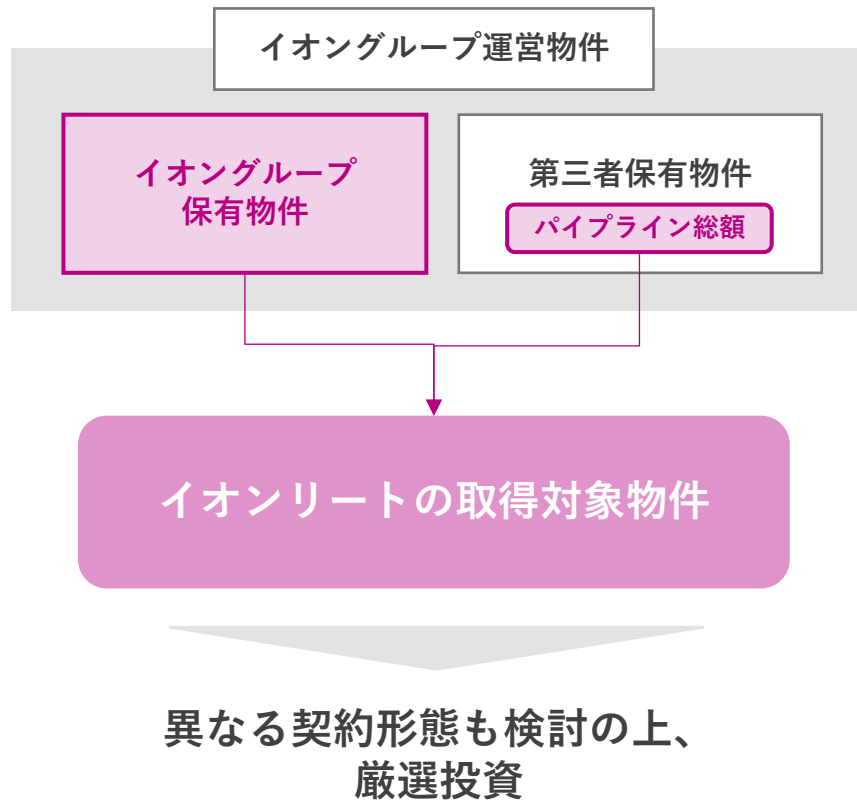 イオングループ運営物件
イオングループ
保有物件
第三者保有物件
パイプライン総額
イオンリートの取得対象物件
異なる契約形態も検討の上、
厳選投資